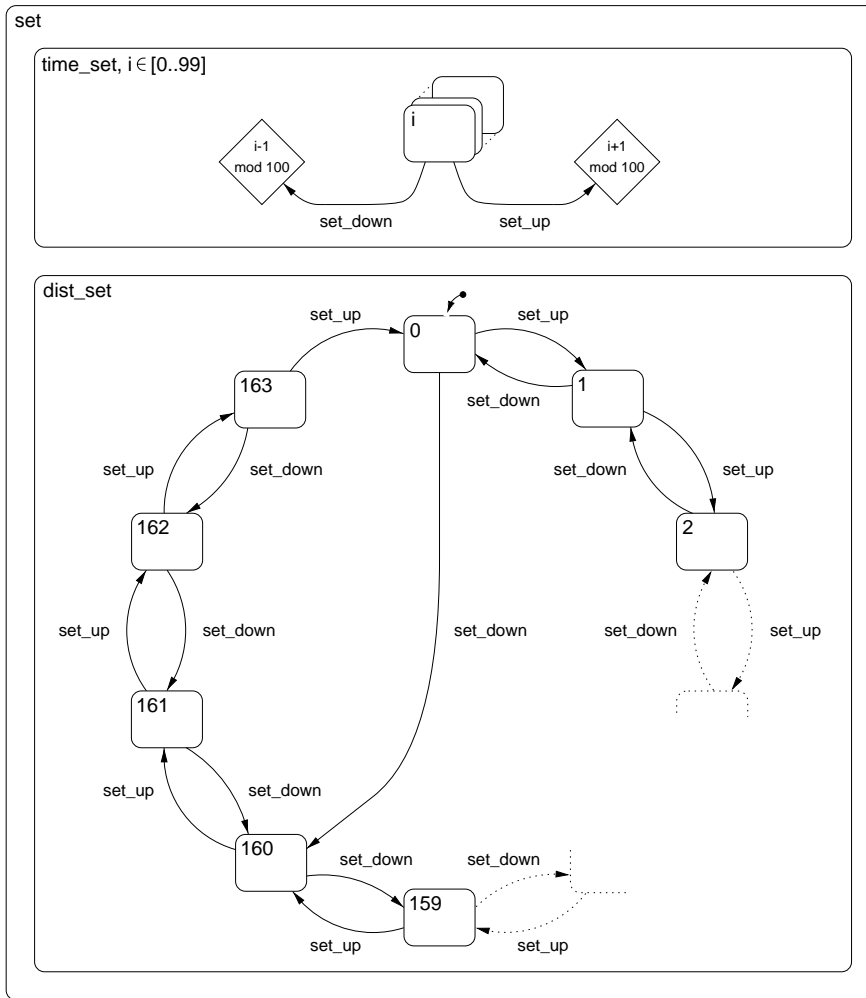 set
time_set, i ∈ [0..99]
i
i-1
mod 100
i+1
mod 100
set_down
set_up
dist_set
set_up
0
set_up
163
set_down
1
set_up
set_down
set_down
set_up
162
2
set_up
set_down
set_down
set_down
set_up
161
set_up
set_down
160
set_down
set_down
159
set_up
set_up